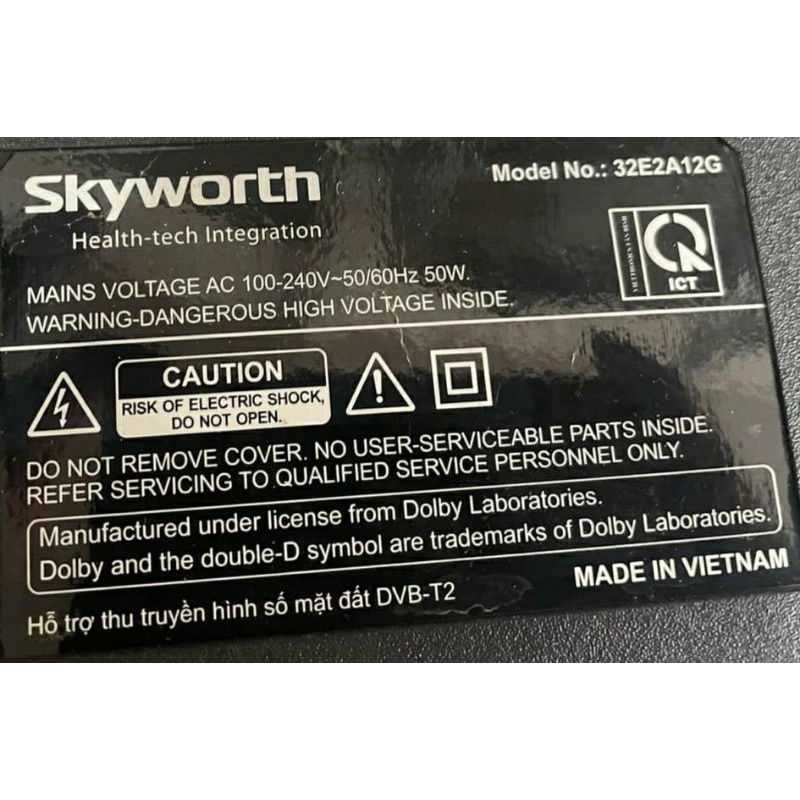 Skyworth
Model No.: 32E2A12G
Health-tech Integration
ICT
MAINS VOLTAGE AC 100-240V~50/60Hz 50W.
WARNING-DANGEROUS HIGH VOLTAGE INSIDE.
CAUTION
RISK OF ELECTRIC SHOCK,
DO NOT OPEN.
DO NOT REMOVE COVER. NO USER-SERVICEABLE PARTS INSIDE.
REFER SERVICING TO QUALIFIED SERVICE PERSONNEL ONLY.
Manufactured under license from Dolby Laboratories.
Dolby and the double-D symbol are trademarks of Dolby Laboratories.
MADE IN VIETNAM
Hỗ trợ thu truyền hình số mặt đất DVB-T2